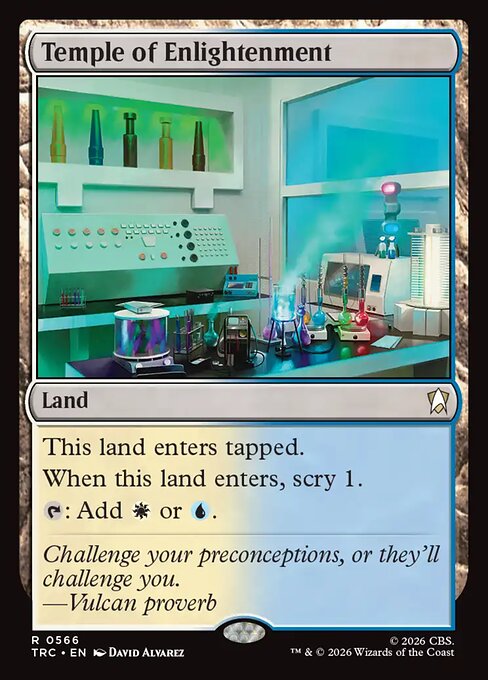 Temple of Enlightenment
Land
This land enters tapped.
When this land enters, scry 1.
: Add or .
Challenge your preconceptions, or they'll
challenge you.
—Vulcan proverb
R 0566
TRC • EN DAVID ALVAREZ
© 2026 CBS.
™ & © 2026 Wizards of the Coast